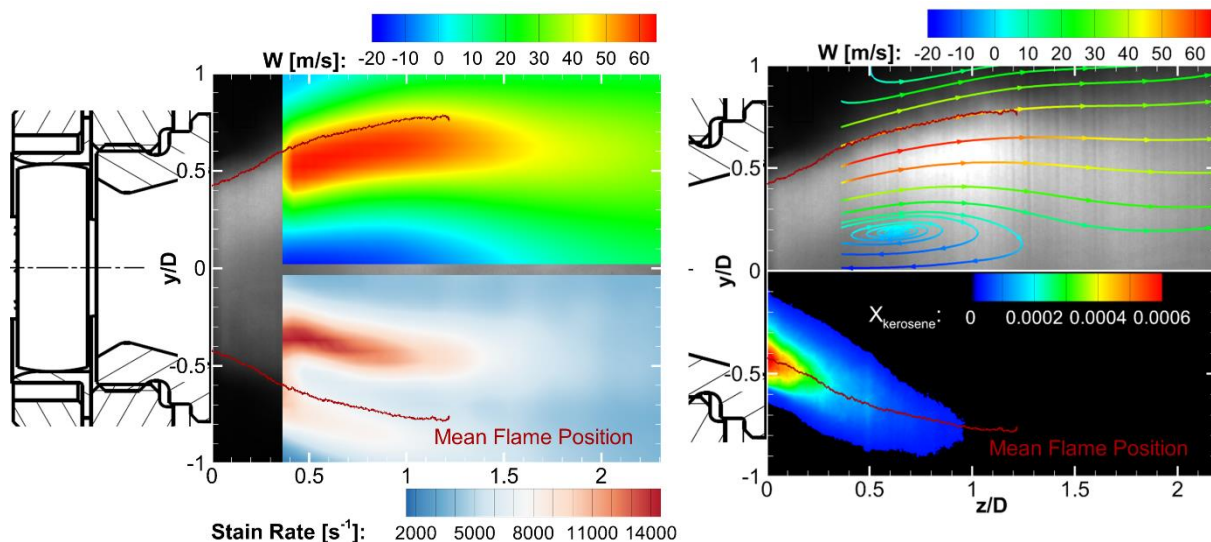 W [m/s]: -20 -10 0 10 20 30 40 50 60
1
0.5
y/D
0
-0.5
-1
Mean Flame Position
0 0.5 1 1.5 2
Stain Rate [s⁻¹]: 2000 5000 8000 11000 14000
W [m/s]: -20 -10 0 10 20 30 40 50 60
1
0.5
y/D
0
X_kerosene: 0 0.0002 0.0004 0.0006
-0.5
Mean Flame Position
-1
0 0.5 1 1.5 2
z/D